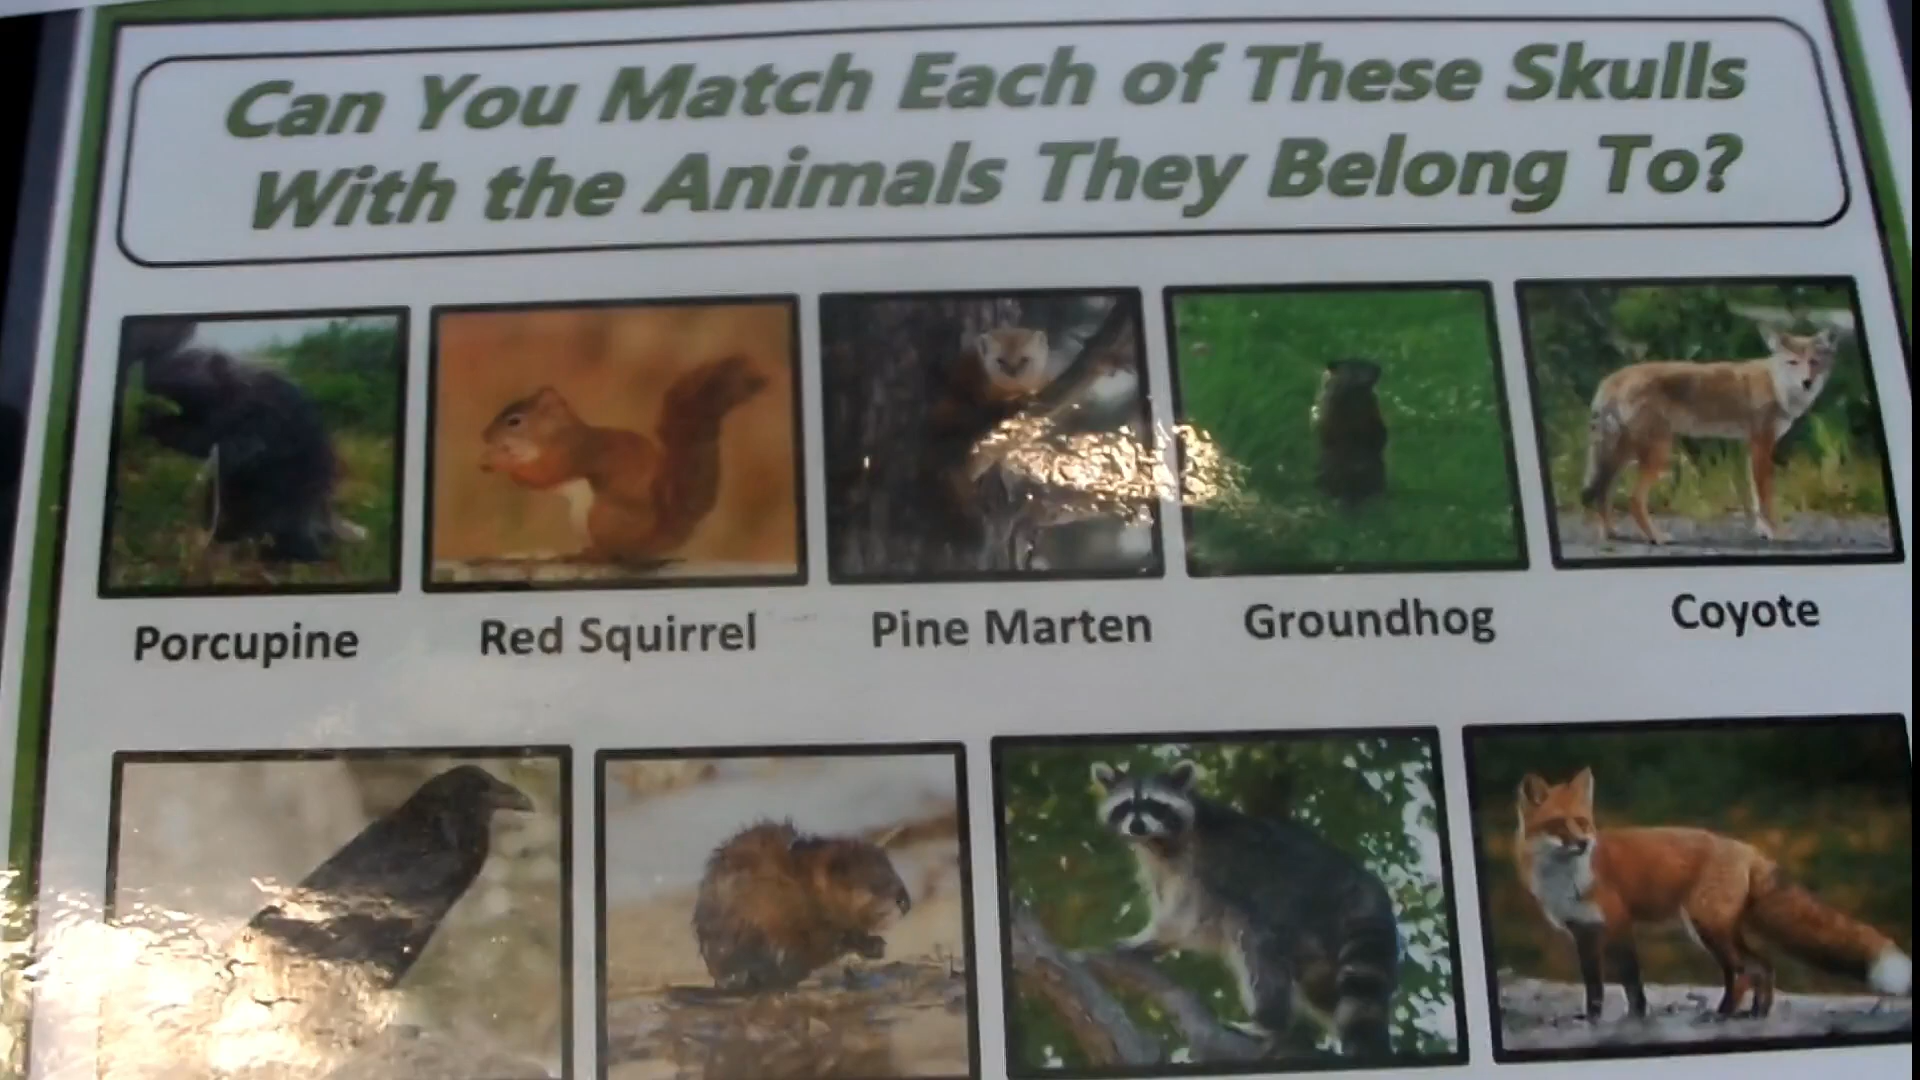 Can You Match Each of These Skulls
With the Animals They Belong To?
Porcupine
Red Squirrel
Pine Marten
Groundhog
Coyote